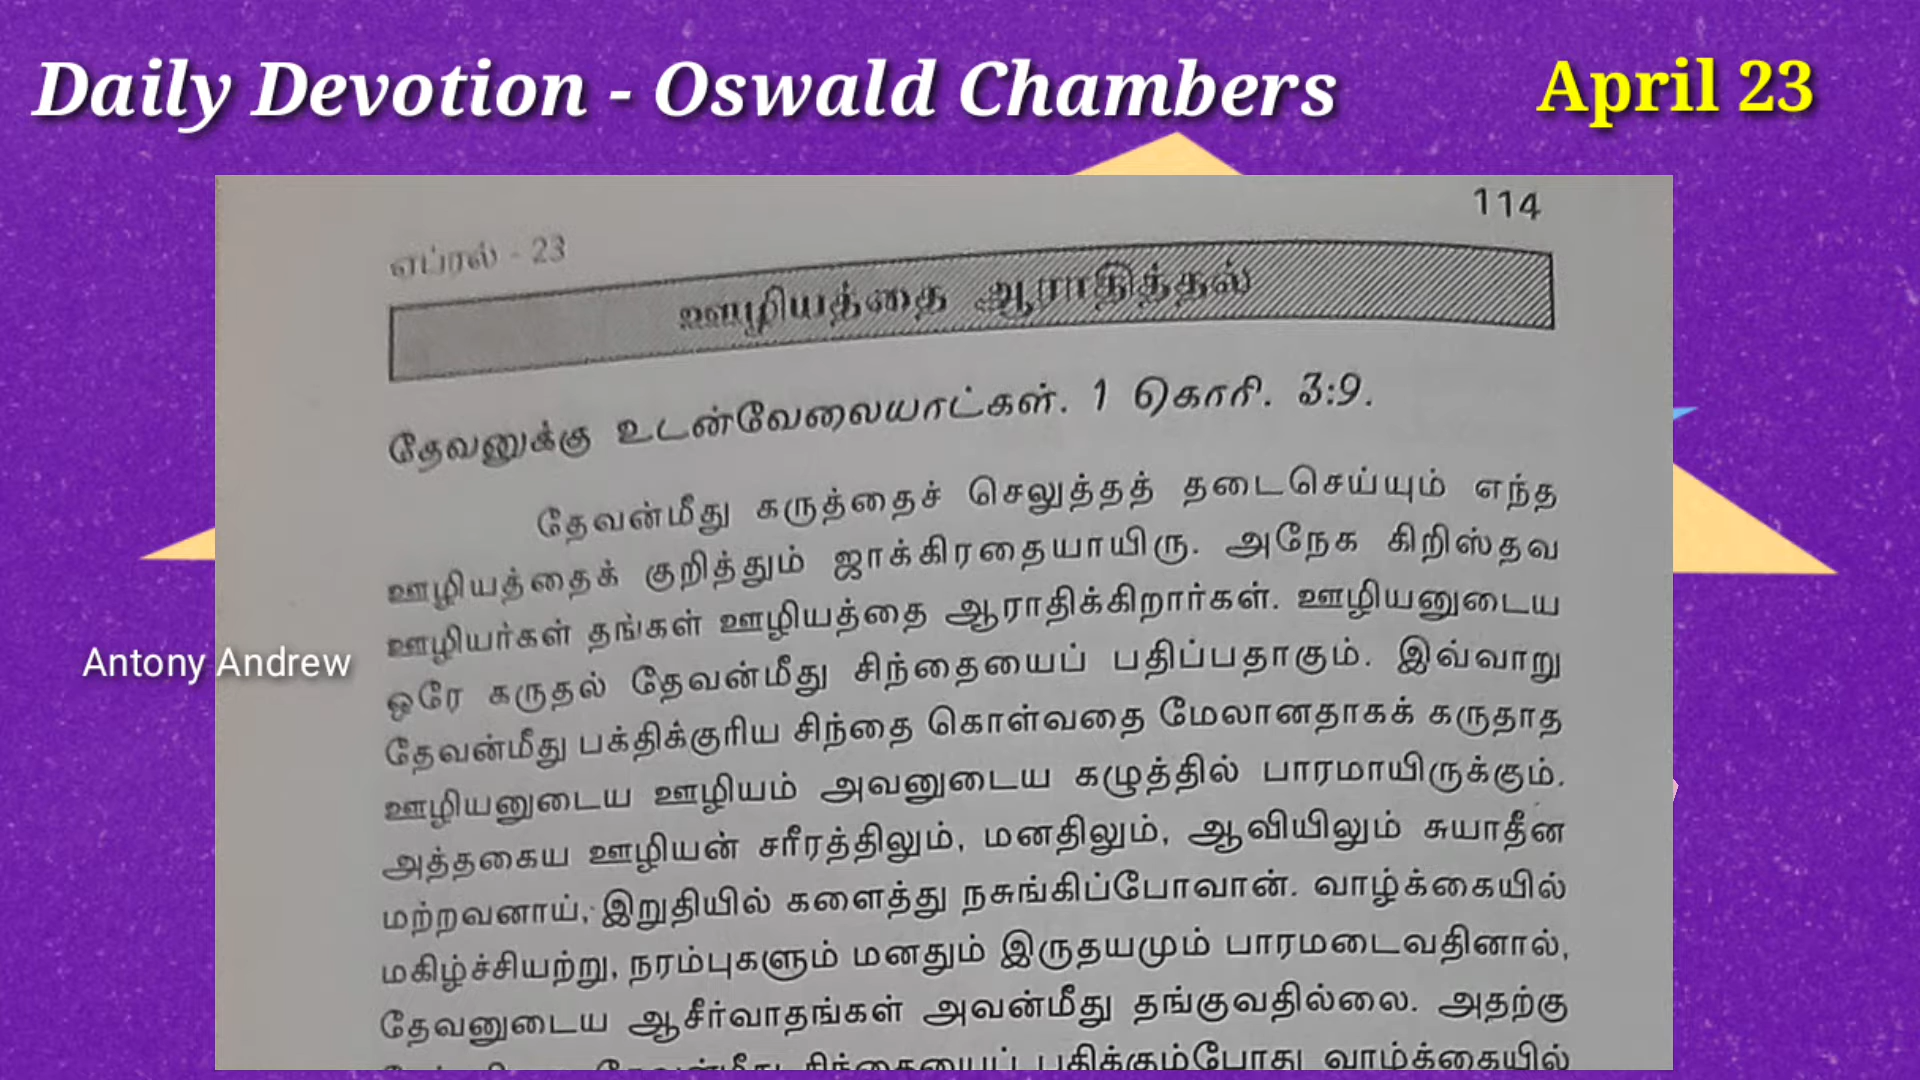 Daily Devotion - Oswald Chambers
April 23
114
எப்ரல் - 23
ஊழியத்தை ஆராதித்தல்
தேவனுக்கு உடன்வேலையாட்கள். 1 கொரி. 3:9.
தேவன்மீது கருத்தைச் செலுத்தத் தடைசெய்யும் எந்த
ஊழியத்தைக் குறித்தும் ஜாக்கிரதையாயிரு. அநேக கிறிஸ்தவ
ஊழியர்கள் தங்கள் ஊழியத்தை ஆராதிக்கிறார்கள். ஊழியனுடைய
Antony Andrew
ஒரே கருதல் தேவன்மீது சிந்தையைப் பதிப்பதாகும். இவ்வாறு
தேவன்மீது பக்திக்குரிய சிந்தை கொள்வதை மேலானதாகக் கருதாத
ஊழியனுடைய ஊழியம் அவனுடைய கழுத்தில் பாரமாயிருக்கும்.
அத்தகைய ஊழியன் சரீரத்திலும், மனதிலும், ஆவியிலும் சுயாதீன
மற்றவனாய், இறுதியில் களைத்து நசுங்கிப்போவான். வாழ்க்கையில்
மகிழ்ச்சியற்று, நரம்புகளும் மனதும் இருதயமும் பாரமடைவதினால்,
தேவனுடைய ஆசீர்வாதங்கள் அவன்மீது தங்குவதில்லை. அதற்கு
தேவன்மீது சிந்தையைப் பதிக்கும்போது வாழ்க்கையில்